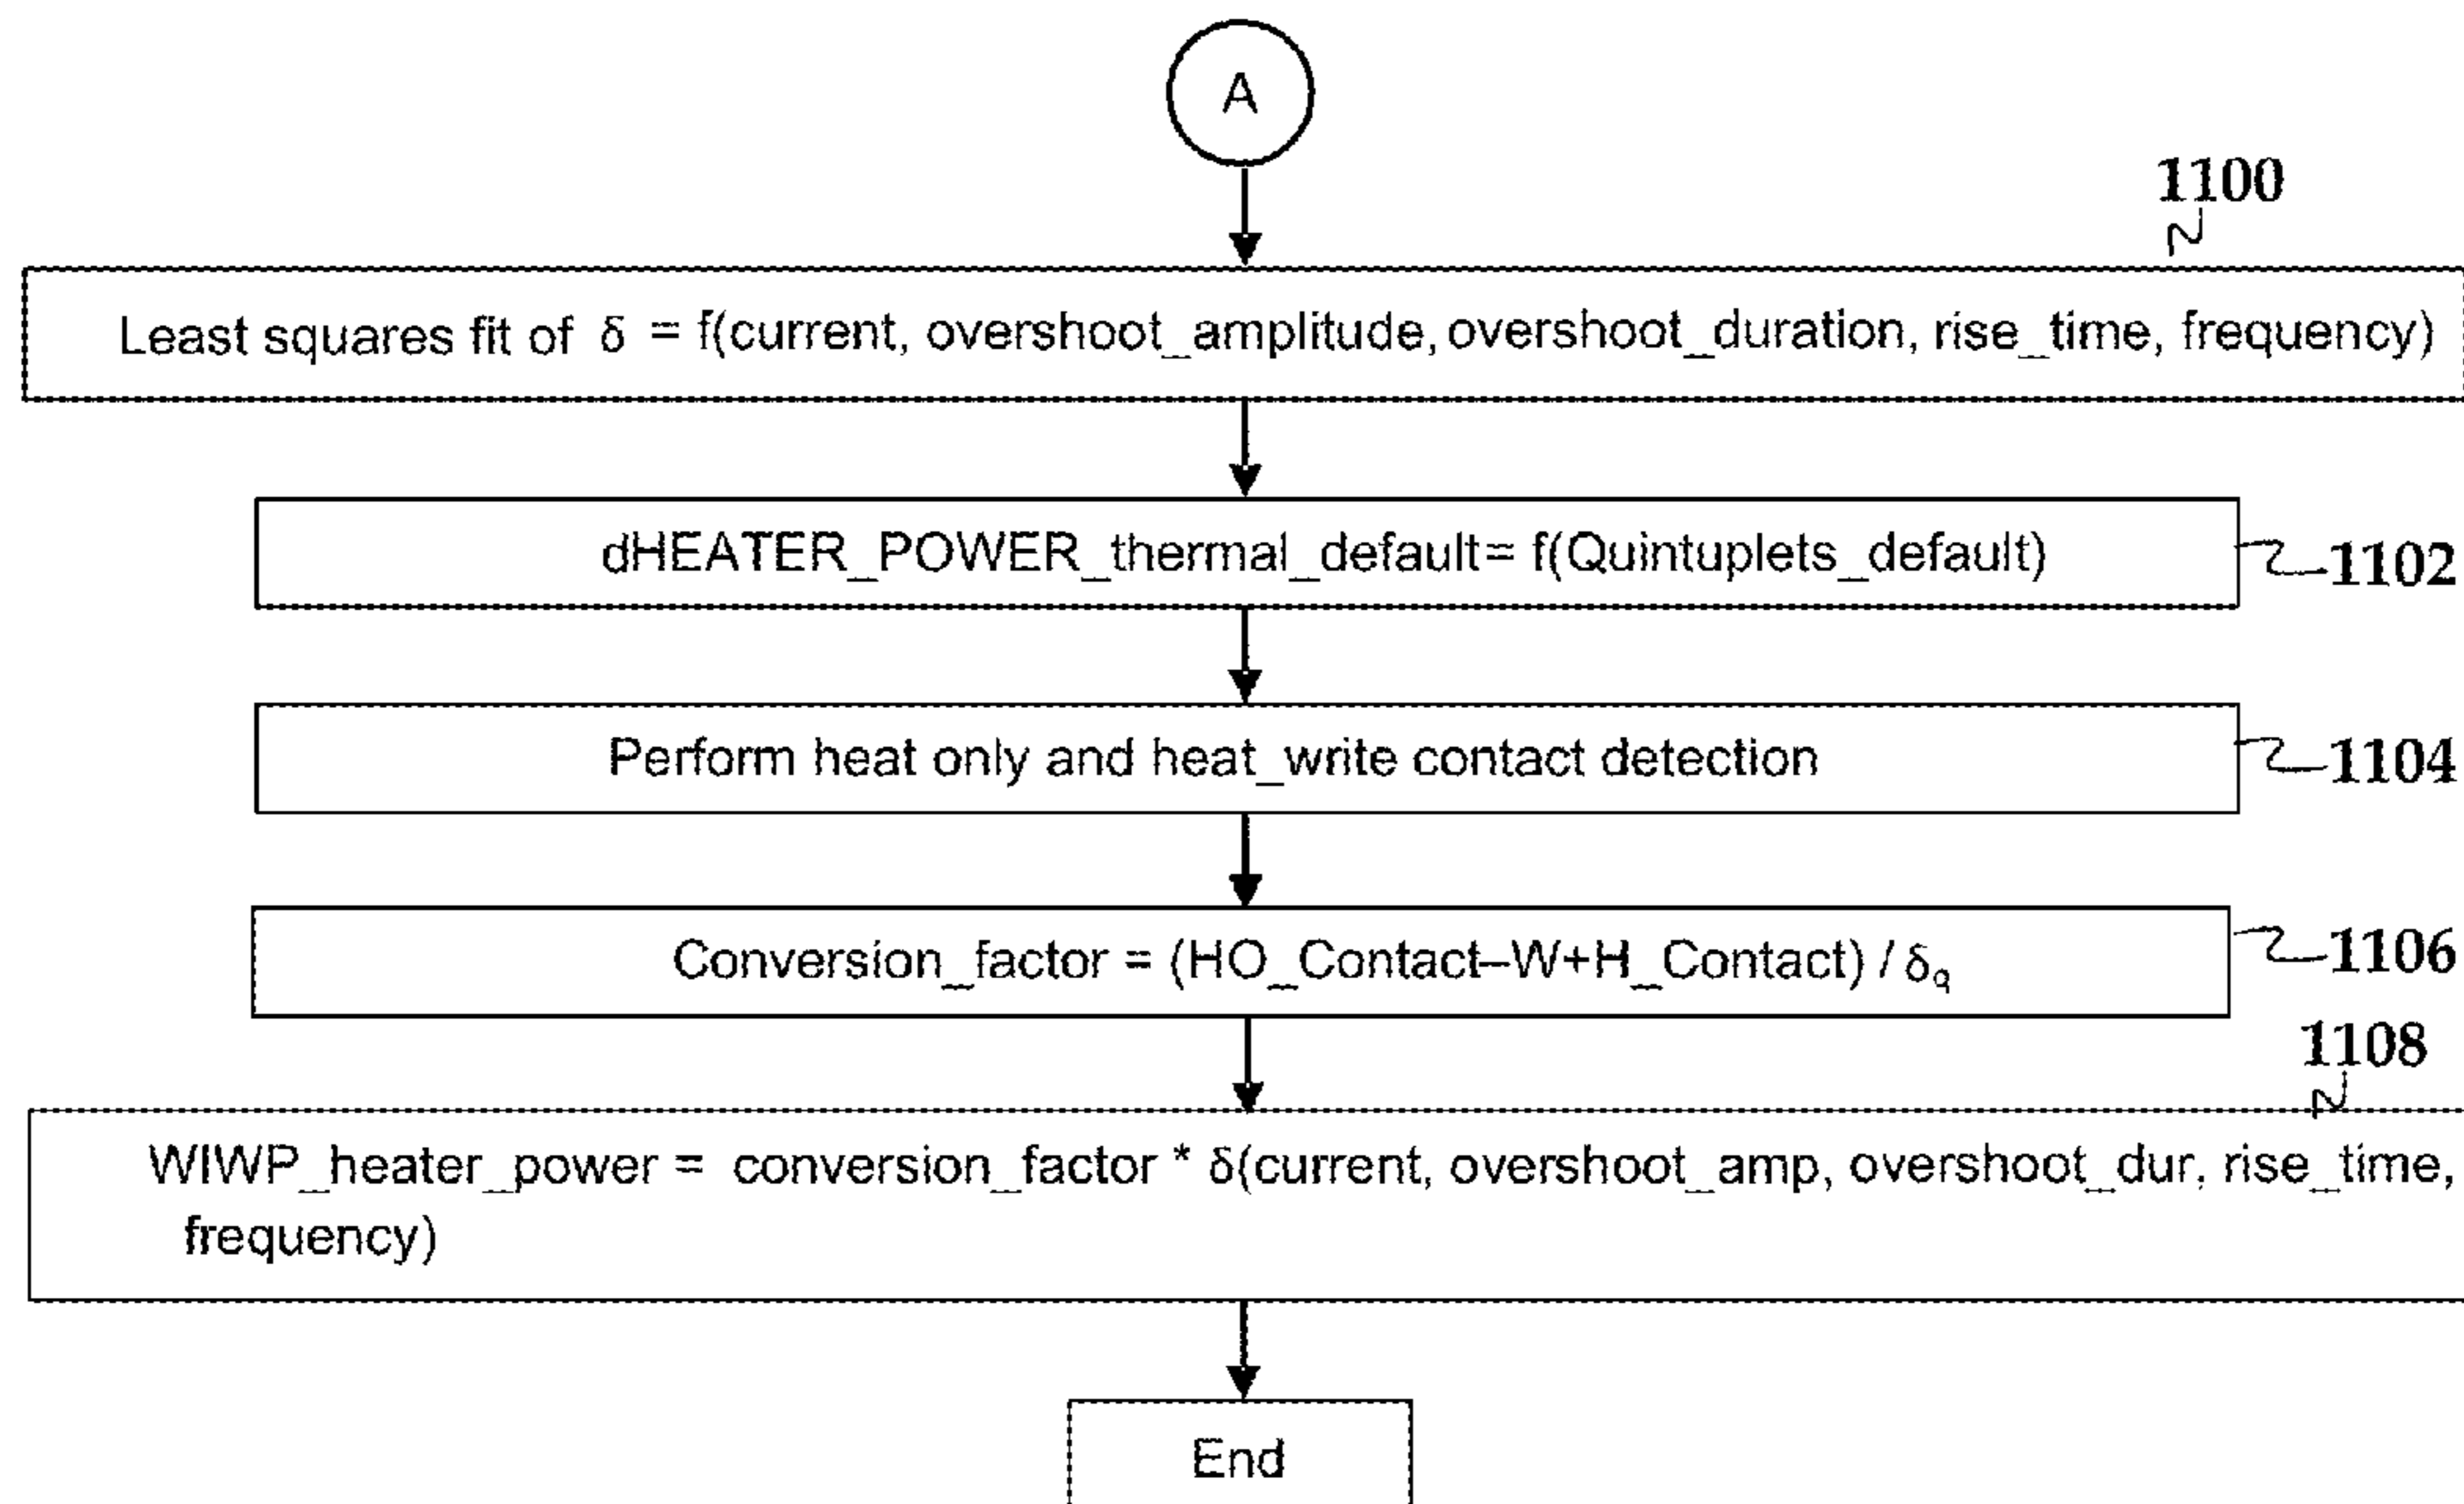 A
1100
Least squares fit of δ = f(current, overshoot_amplitude, overshoot_duration, rise_time, frequency)
dHEATER_POWER_thermal_default= f(Quintuplets_default)
1102
Perform heat only and heat_write contact detection
1104
Conversion_factor = (HO_Contact–W+H_Contact) / δq
1106
1108
WIWP_heater_power = conversion_factor * δ(current, overshoot_amp, overshoot_dur, rise_time,
frequency)
End